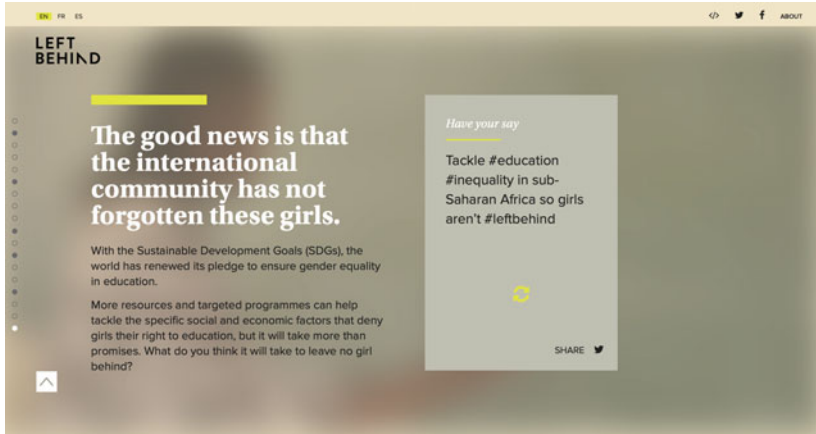 EN FR ES
</> ABOUT
LEFT
BEHIND
The good news is that
the international
community has not
forgotten these girls.
With the Sustainable Development Goals (SDGs), the
world has renewed its pledge to ensure gender equality
in education.
More resources and targeted programmes can help
tackle the specific social and economic factors that deny
girls their right to education, but it will take more than
promises. What do you think it will take to leave no girl
behind?
Have your say
Tackle #education
#inequality in sub-
Saharan Africa so girls
aren't #leftbehind
SHARE